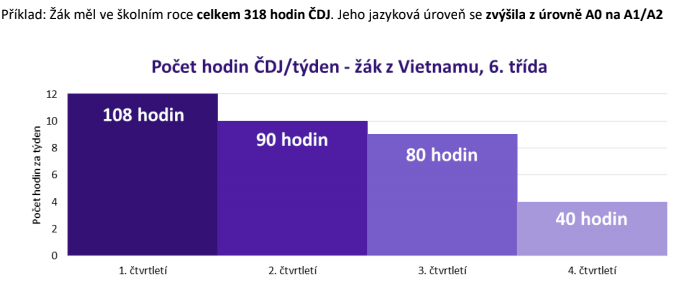 Příklad: Žák měl ve školním roce celkem 318 hodin ČDJ. Jeho jazyková úroveň se zvýšila z úrovně A0 na A1/A2
Počet hodin ČDJ/týden - žák z Vietnamu, 6. třída
Počet hodin za týden
12
10
8
6
4
2
0
108 hodin
90 hodin
80 hodin
40 hodin
1. čtvrtletí
2. čtvrtletí
3. čtvrtletí
4. čtvrtletí